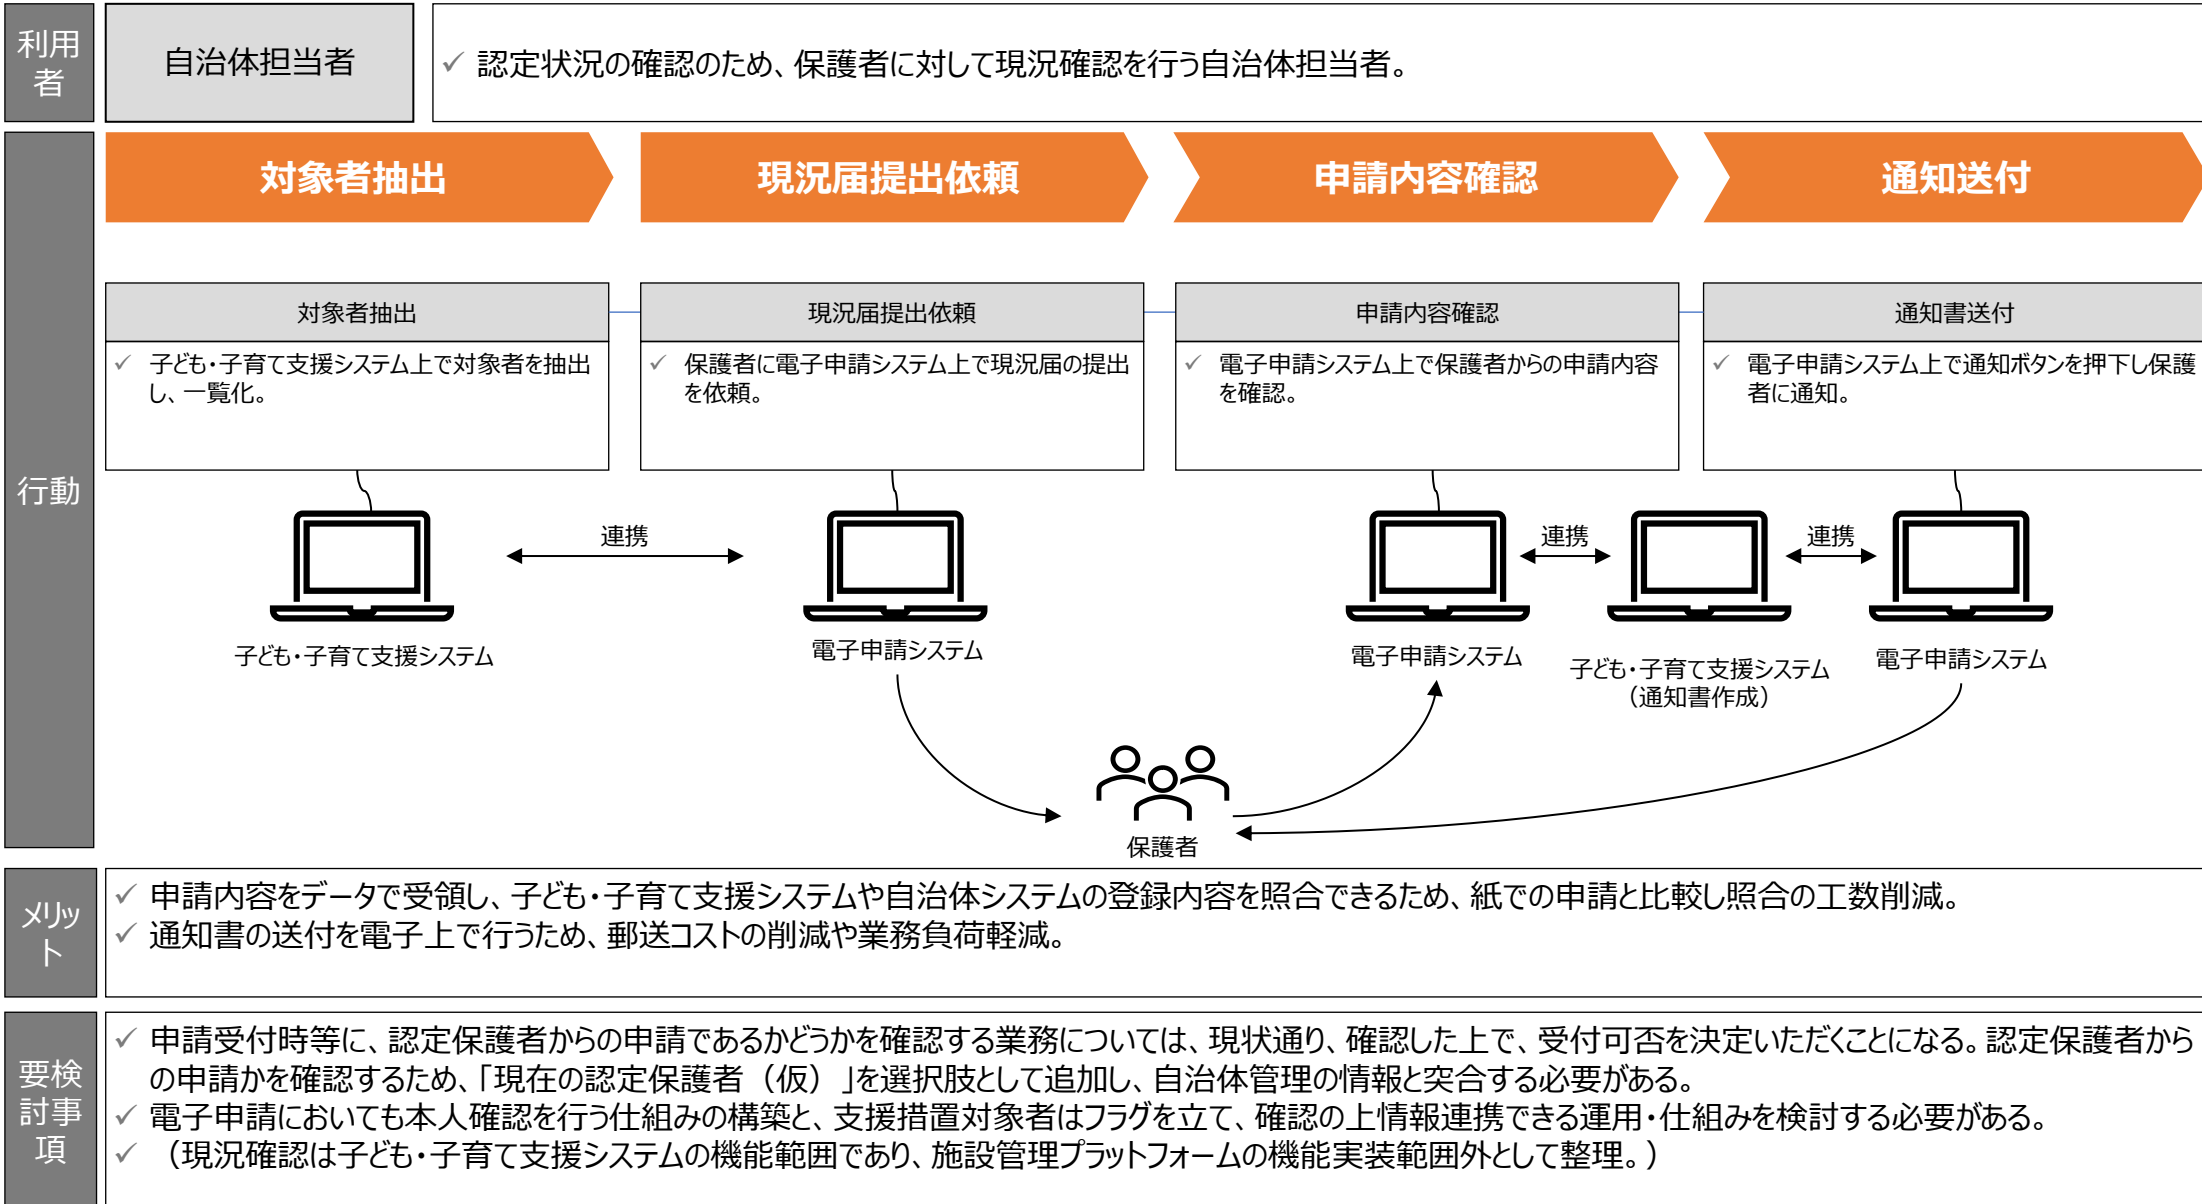 利用
者
自治体担当者
✓ 認定状況の確認のため、保護者に対して現況確認を行う自治体担当者。
行動
対象者抽出
現況届提出依頼
申請内容確認
通知送付
対象者抽出
✓ 子ども・子育て支援システム上で対象者を抽出
し、一覧化。
現況届提出依頼
✓ 保護者に電子申請システム上で現況届の提出
を依頼。
申請内容確認
✓ 電子申請システム上で保護者からの申請内容
を確認。
通知書送付
✓ 電子申請システム上で通知ボタンを押下し保護
者に通知。
連携
連携
連携
子ども・子育て支援システム
電子申請システム
電子申請システム
子ども・子育て支援システム
（通知書作成）
電子申請システム
保護者
メリッ
ト
✓ 申請内容をデータで受領し、子ども・子育て支援システムや自治体システムの登録内容を照合できるため、紙での申請と比較し照合の工数削減。
✓ 通知書の送付を電子上で行うため、郵送コストの削減や業務負荷軽減。
要検
討事
項
✓ 申請受付時等に、認定保護者からの申請であるかどうかを確認する業務については、現状通り、確認した上で、受付可否を決定いただくことになる。認定保護者から
の申請かを確認するため、「現在の認定保護者（仮）」を選択肢として追加し、自治体管理の情報と突合する必要がある。
✓ 電子申請においても本人確認を行う仕組みの構築と、支援措置対象者はフラグを立て、確認の上情報連携できる運用・仕組みを検討する必要がある。
✓ （現況確認は子ども・子育て支援システムの機能範囲であり、施設管理プラットフォームの機能実装範囲外として整理。）